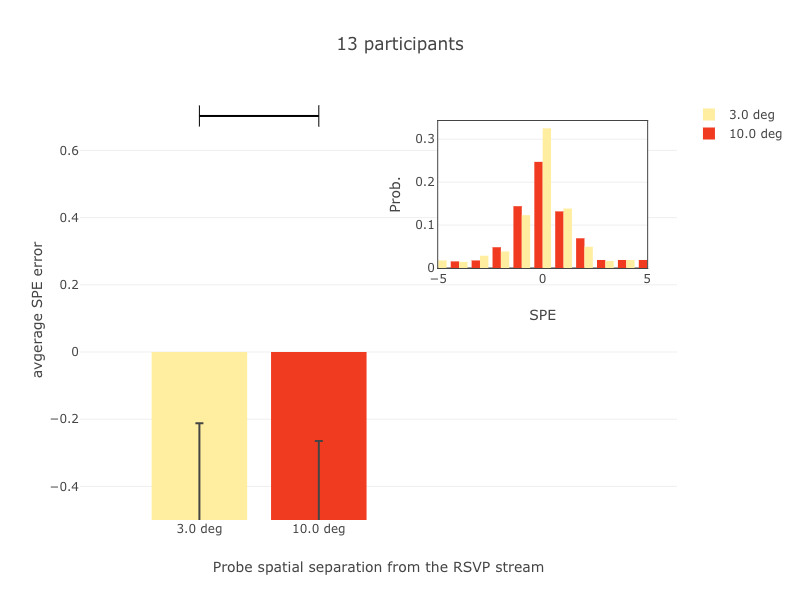 13 participants
3.0 deg
10.0 deg
0.3
0.2
0.1
0
Prob.
−5
0
5
SPE
0.6
0.4
0.2
0
−0.2
−0.4
avgerage SPE error
3.0 deg
10.0 deg
Probe spatial separation from the RSVP stream